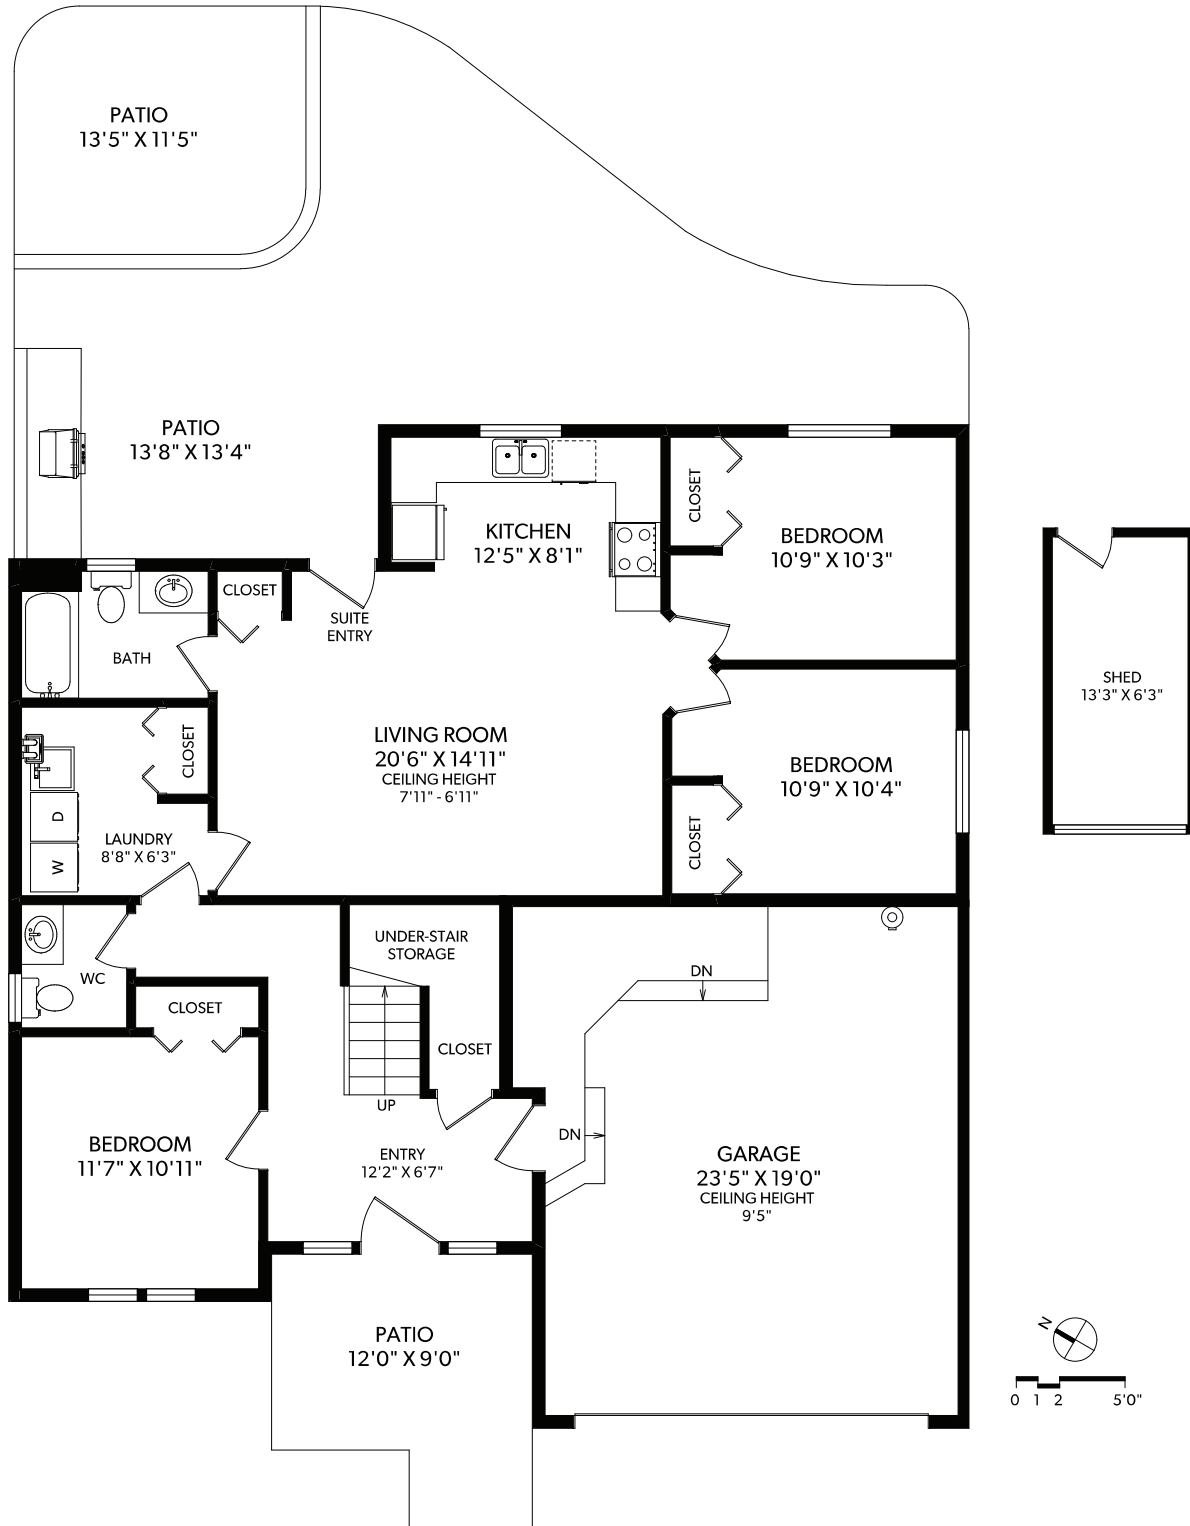 PATIO
13'5" X 11'5"
PATIO
13'8" X 13'4"
KITCHEN
12'5" X 8'1"
CLOSET
BEDROOM
10'9" X 10'3"
CLOSET
SUITE
ENTRY
BATH
SHED
13'3" X 6'3"
LIVING ROOM
20'6" X 14'11"
CEILING HEIGHT
7'11" - 6'11"
CLOSET
BEDROOM
10'9" X 10'4"
CLOSET
D
W
LAUNDRY
8'8" X 6'3"
UNDER-STAIR
STORAGE
WC
CLOSET
DN
CLOSET
UP
DN
BEDROOM
11'7" X 10'11"
ENTRY
12'2" X 6'7"
GARAGE
23'5" X 19'0"
CEILING HEIGHT
9'5"
PATIO
12'0" X 9'0"
N
0 1 2 5'0"